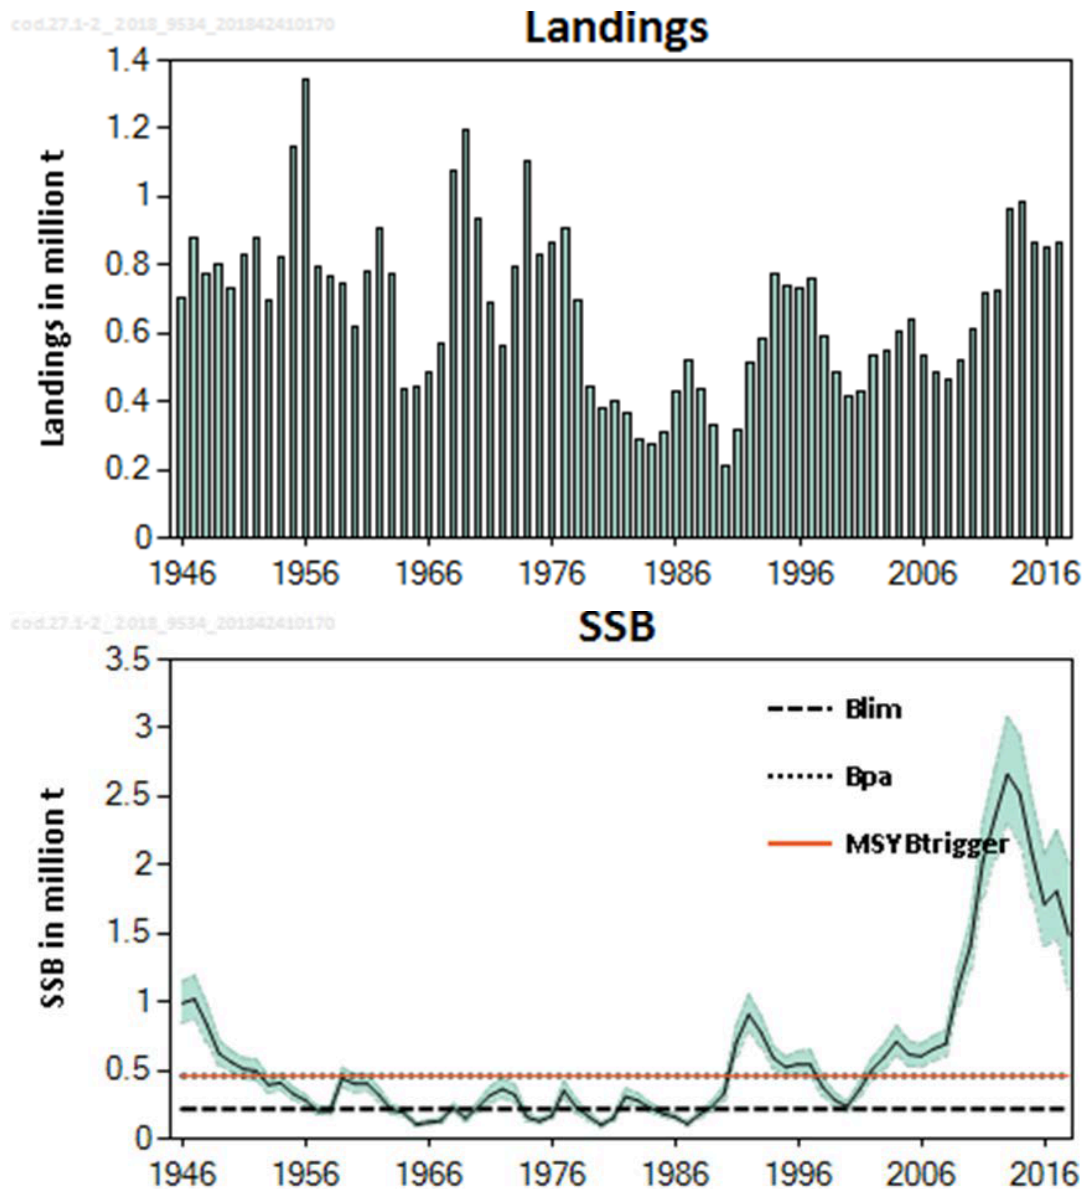 cod.27.1-2_2018_9534_201842410170
Landings
1.4
1.2
1
0.8
0.6
0.4
0.2
0
Landings in million t
1946 1956 1966 1976 1986 1996 2006 2016
cod.27.1-2_2018_9534_201842410170
SSB
3.5
3
2.5
2
1.5
1
0.5
0
SSB in million t
Blim
Bpa
MSYBtrigger
1946 1956 1966 1976 1986 1996 2006 2016